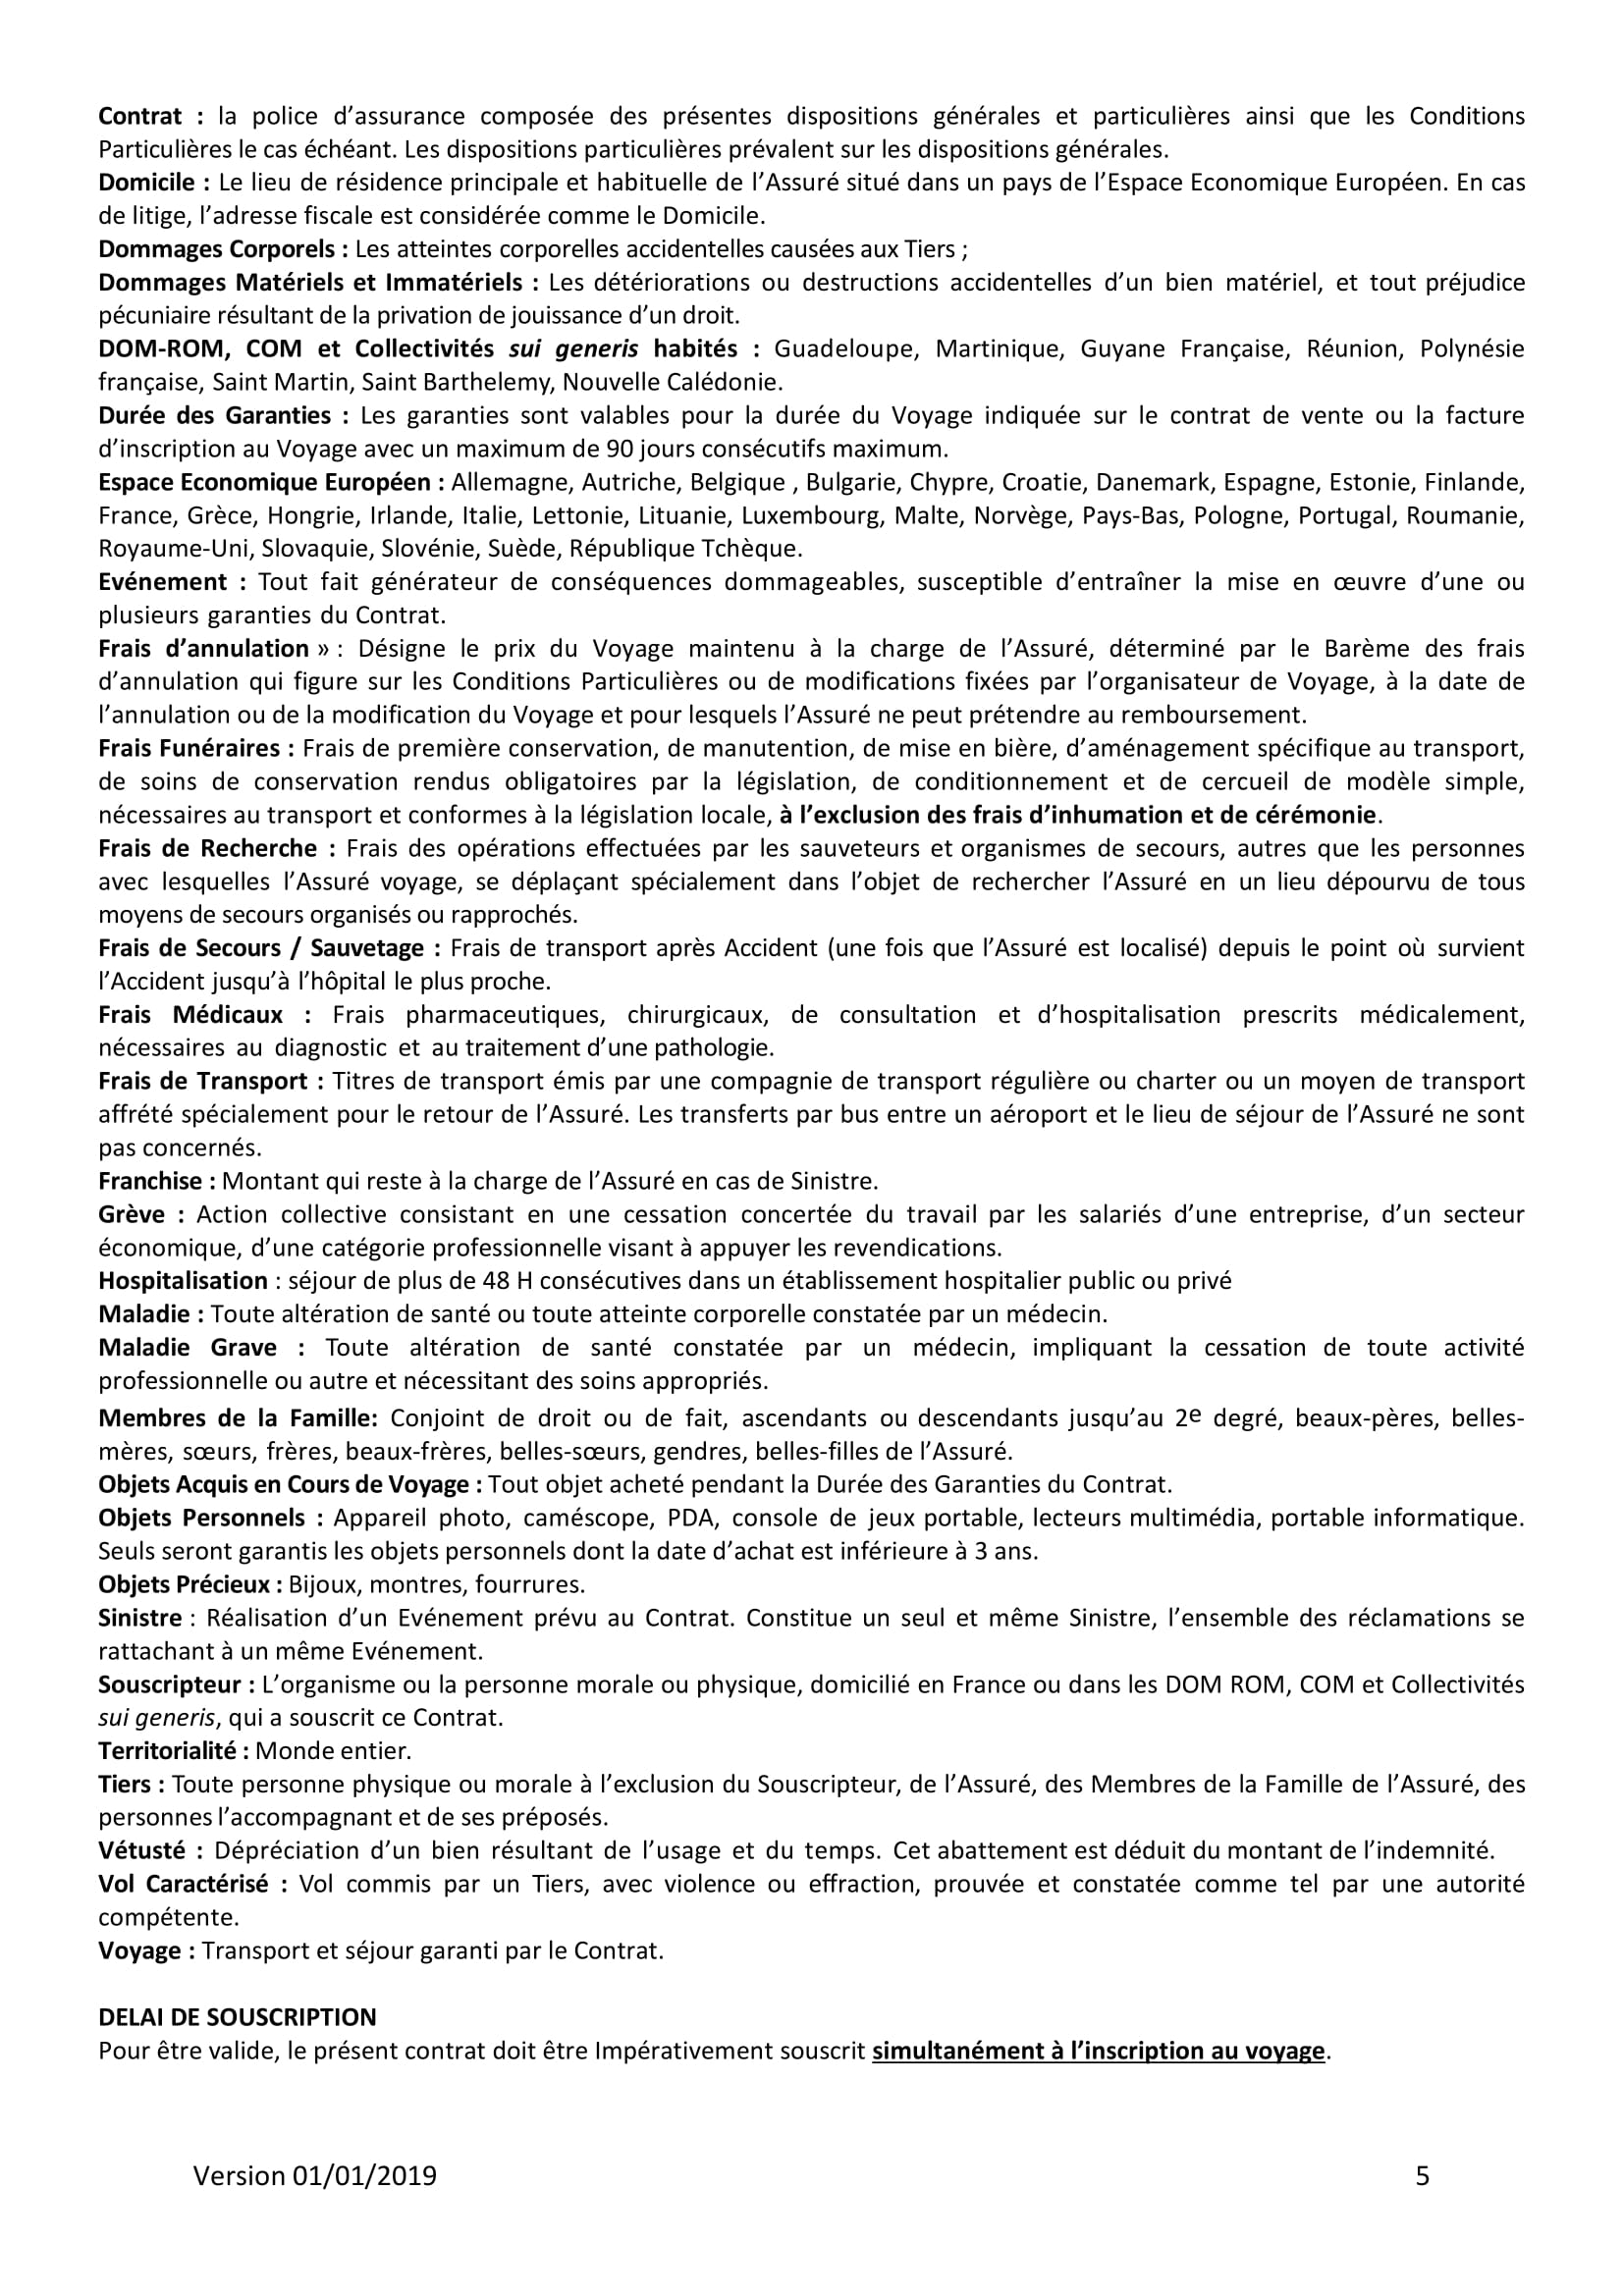 Contrat : la police d’assurance composée des présentes dispositions générales et particulières ainsi que les Conditions
Particulières le cas échéant. Les dispositions particulières prévalent sur les dispositions générales.
Domicile : Le lieu de résidence principale et habituelle de l’Assuré situé dans un pays de l’Espace Economique Européen. En cas
de litige, l’adresse fiscale est considérée comme le Domicile.
Dommages Corporels : Les atteintes corporelles accidentelles causées aux Tiers ;
Dommages Matériels et Immatériels : Les détériorations ou destructions accidentelles d’un bien matériel, et tout préjudice
pécuniaire résultant de la privation de jouissance d’un droit.
DOM-ROM, COM et Collectivités sui generis habités : Guadeloupe, Martinique, Guyane Française, Réunion, Polynésie
française, Saint Martin, Saint Barthelemy, Nouvelle Calédonie.
Durée des Garanties : Les garanties sont valables pour la durée du Voyage indiquée sur le contrat de vente ou la facture
d’inscription au Voyage avec un maximum de 90 jours consécutifs maximum.
Espace Economique Européen : Allemagne, Autriche, Belgique , Bulgarie, Chypre, Croatie, Danemark, Espagne, Estonie, Finlande,
France, Grèce, Hongrie, Irlande, Italie, Lettonie, Lituanie, Luxembourg, Malte, Norvège, Pays-Bas, Pologne, Portugal, Roumanie,
Royaume-Uni, Slovaquie, Slovénie, Suède, République Tchèque.
Evénement : Tout fait générateur de conséquences dommageables, susceptible d’entraîner la mise en œuvre d’une ou
plusieurs garanties du Contrat.
Frais d’annulation » : Désigne le prix du Voyage maintenu à la charge de l’Assuré, déterminé par le Barème des frais
d’annulation qui figure sur les Conditions Particulières ou de modifications fixées par l’organisateur de Voyage, à la date de
l’annulation ou de la modification du Voyage et pour lesquels l’Assuré ne peut prétendre au remboursement.
Frais Funéraires : Frais de première conservation, de manutention, de mise en bière, d’aménagement spécifique au transport,
de soins de conservation rendus obligatoires par la législation, de conditionnement et de cercueil de modèle simple,
nécessaires au transport et conformes à la législation locale, à l’exclusion des frais d’inhumation et de cérémonie.
Frais de Recherche : Frais des opérations effectuées par les sauveteurs et organismes de secours, autres que les personnes
avec lesquelles l’Assuré voyage, se déplaçant spécialement dans l’objet de rechercher l’Assuré en un lieu dépourvu de tous
moyens de secours organisés ou rapprochés.
Frais de Secours / Sauvetage : Frais de transport après Accident (une fois que l’Assuré est localisé) depuis le point où survient
l’Accident jusqu’à l’hôpital le plus proche.
Frais Médicaux : Frais pharmaceutiques, chirurgicaux, de consultation et d’hospitalisation prescrits médicalement,
nécessaires au diagnostic et au traitement d’une pathologie.
Frais de Transport : Titres de transport émis par une compagnie de transport régulière ou charter ou un moyen de transport
affrété spécialement pour le retour de l’Assuré. Les transferts par bus entre un aéroport et le lieu de séjour de l’Assuré ne sont
pas concernés.
Franchise : Montant qui reste à la charge de l’Assuré en cas de Sinistre.
Grève : Action collective consistant en une cessation concertée du travail par les salariés d’une entreprise, d’un secteur
économique, d’une catégorie professionnelle visant à appuyer les revendications.
Hospitalisation : séjour de plus de 48 H consécutives dans un établissement hospitalier public ou privé
Maladie : Toute altération de santé ou toute atteinte corporelle constatée par un médecin.
Maladie Grave : Toute altération de santé constatée par un médecin, impliquant la cessation de toute activité
professionnelle ou autre et nécessitant des soins appropriés.
Membres de la Famille: Conjoint de droit ou de fait, ascendants ou descendants jusqu’au 2e degré, beaux-pères, belles-
mères, sœurs, frères, beaux-frères, belles-sœurs, gendres, belles-filles de l’Assuré.
Objets Acquis en Cours de Voyage : Tout objet acheté pendant la Durée des Garanties du Contrat.
Objets Personnels : Appareil photo, caméscope, PDA, console de jeux portable, lecteurs multimédia, portable informatique.
Seuls seront garantis les objets personnels dont la date d’achat est inférieure à 3 ans.
Objets Précieux : Bijoux, montres, fourrures.
Sinistre : Réalisation d’un Evénement prévu au Contrat. Constitue un seul et même Sinistre, l’ensemble des réclamations se
rattachant à un même Evénement.
Souscripteur : L’organisme ou la personne morale ou physique, domicilié en France ou dans les DOM ROM, COM et Collectivités
sui generis, qui a souscrit ce Contrat.
Territorialité : Monde entier.
Tiers : Toute personne physique ou morale à l’exclusion du Souscripteur, de l’Assuré, des Membres de la Famille de l’Assuré, des
personnes l’accompagnant et de ses préposés.
Vétusté : Dépréciation d’un bien résultant de l’usage et du temps. Cet abattement est déduit du montant de l’indemnité.
Vol Caractérisé : Vol commis par un Tiers, avec violence ou effraction, prouvée et constatée comme tel par une autorité
compétente.
Voyage : Transport et séjour garanti par le Contrat.
DELAI DE SOUSCRIPTION
Pour être valide, le présent contrat doit être Impérativement souscrit simultanément à l’inscription au voyage.
Version 01/01/2019 5